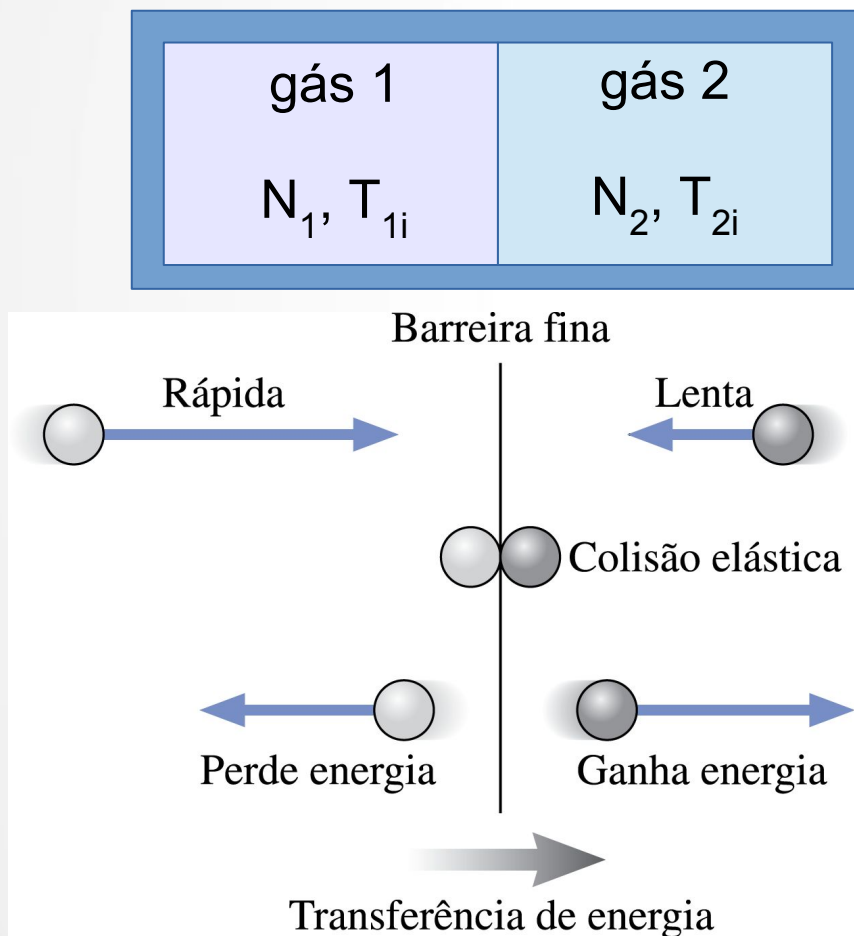 gás 1 gás 2
N₁, T₁ᵢ N₂, T₂ᵢ
Barreira fina
Rápida Lenta
Colisão elástica
Perde energia Ganha energia
Transferência de energia